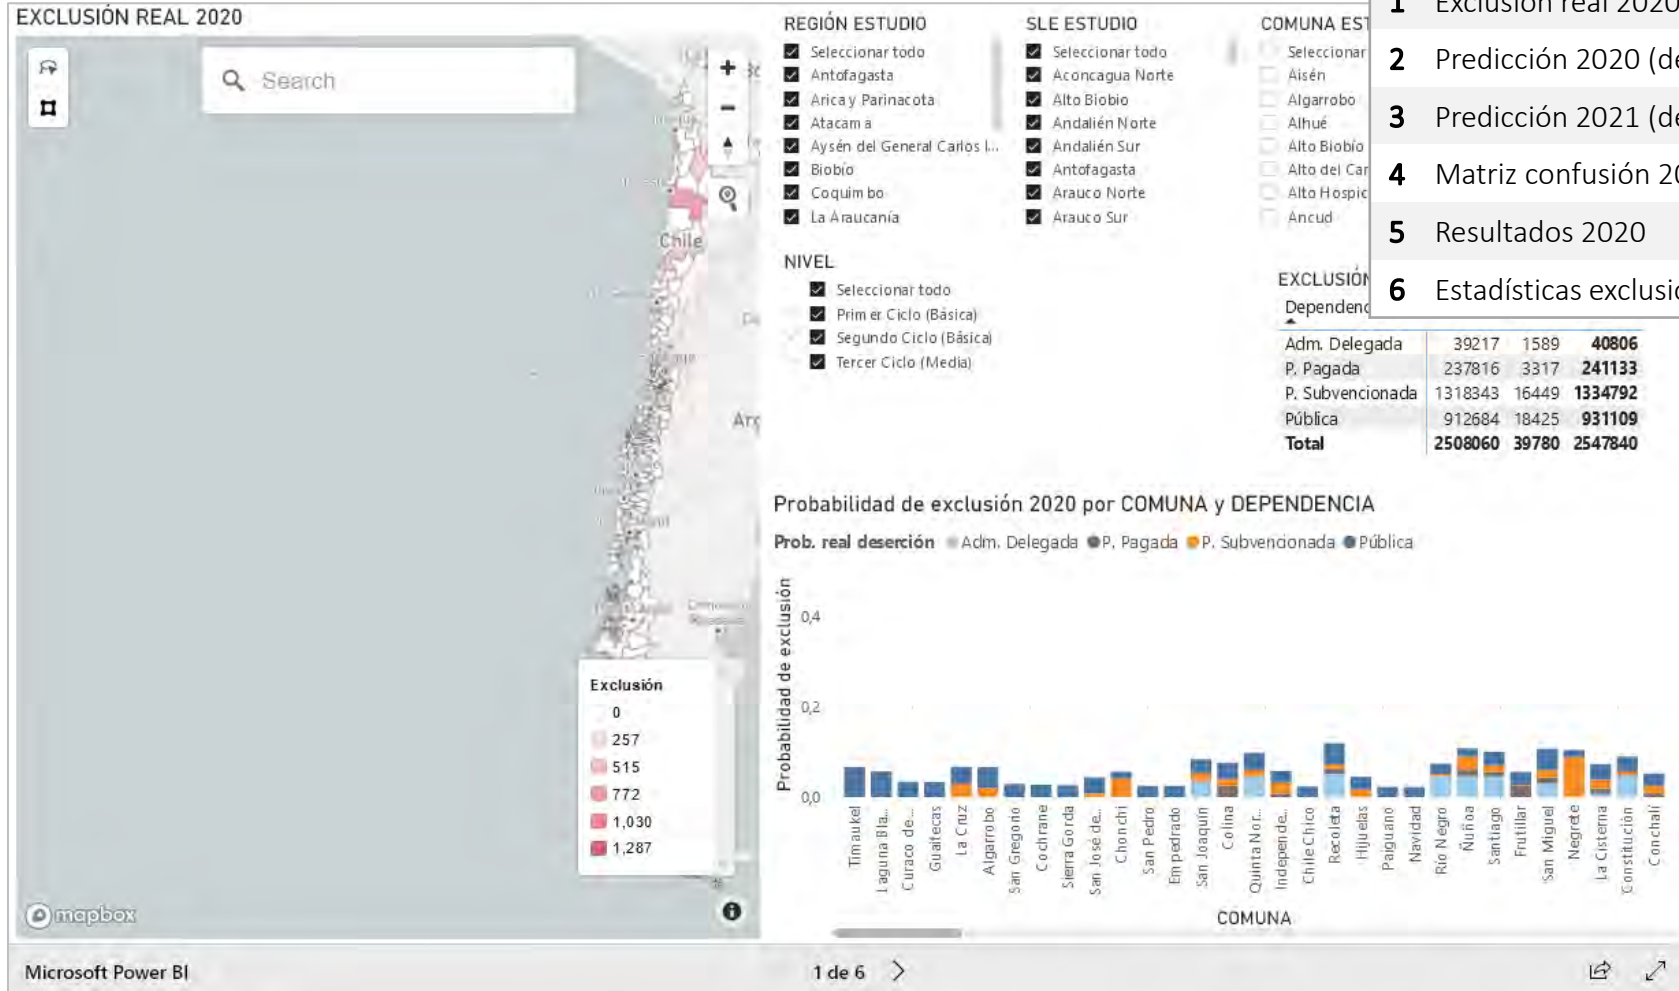 EXCLUSIÓN REAL 2020
Search
Chile
Exclusión
0
257
515
772
1,030
1,287
mapbox
REGIÓN ESTUDIO
Seleccionar todo
Antofagasta
Arica y Parinacota
Atacama
Aysén del General Carlos I...
Biobío
Coquimbo
La Araucanía
SLE ESTUDIO
Seleccionar todo
Aconcagua Norte
Alto Biobio
Andalién Norte
Andalién Sur
Antofagasta
Arauco Norte
Arauco Sur
COMUNA EST
Seleccionar
Aisén
Algarrobo
Alhué
Alto Biobío
Alto del Car
Alto Hospic
Ancud
1 Exclusión real 2020
2 Predicción 2020 (de
3 Predicción 2021 (de
4 Matriz confusión 20
5 Resultados 2020
6 Estadísticas exclusió
NIVEL
Seleccionar todo
Primer Ciclo (Básica)
Segundo Ciclo (Básica)
Tercer Ciclo (Media)
EXCLUSIÓN
Dependenc
Adm. Delegada 39217 1589 40806
P. Pagada 237816 3317 241133
P. Subvencionada 1318343 16449 1334792
Pública 912684 18425 931109
Total 2508060 39780 2547840
Probabilidad de exclusión 2020 por COMUNA y DEPENDENCIA
Prob. real deserción Adm. Delegada P. Pagada P. Subvencionada Pública
Probabilidad de exclusión
0,4
0,2
0,0
Timaukel
Laguna Bla...
Curaco de...
Guaitecas
La Cruz
Algarrobo
San Gregorio
Cochrane
Sierra Gorda
San José de...
Chonchi
San Pedro
Empedrado
San Joaquín
Colina
Quinta Nor...
Independe...
Chile Chico
Recoleta
Hijuelas
Paiguano
Navidad
Río Negro
Ñuñoa
Santiago
Frutillar
San Miguel
Negrete
La Cisterna
Constitución
Conchalí
COMUNA
Microsoft Power BI
1 de 6